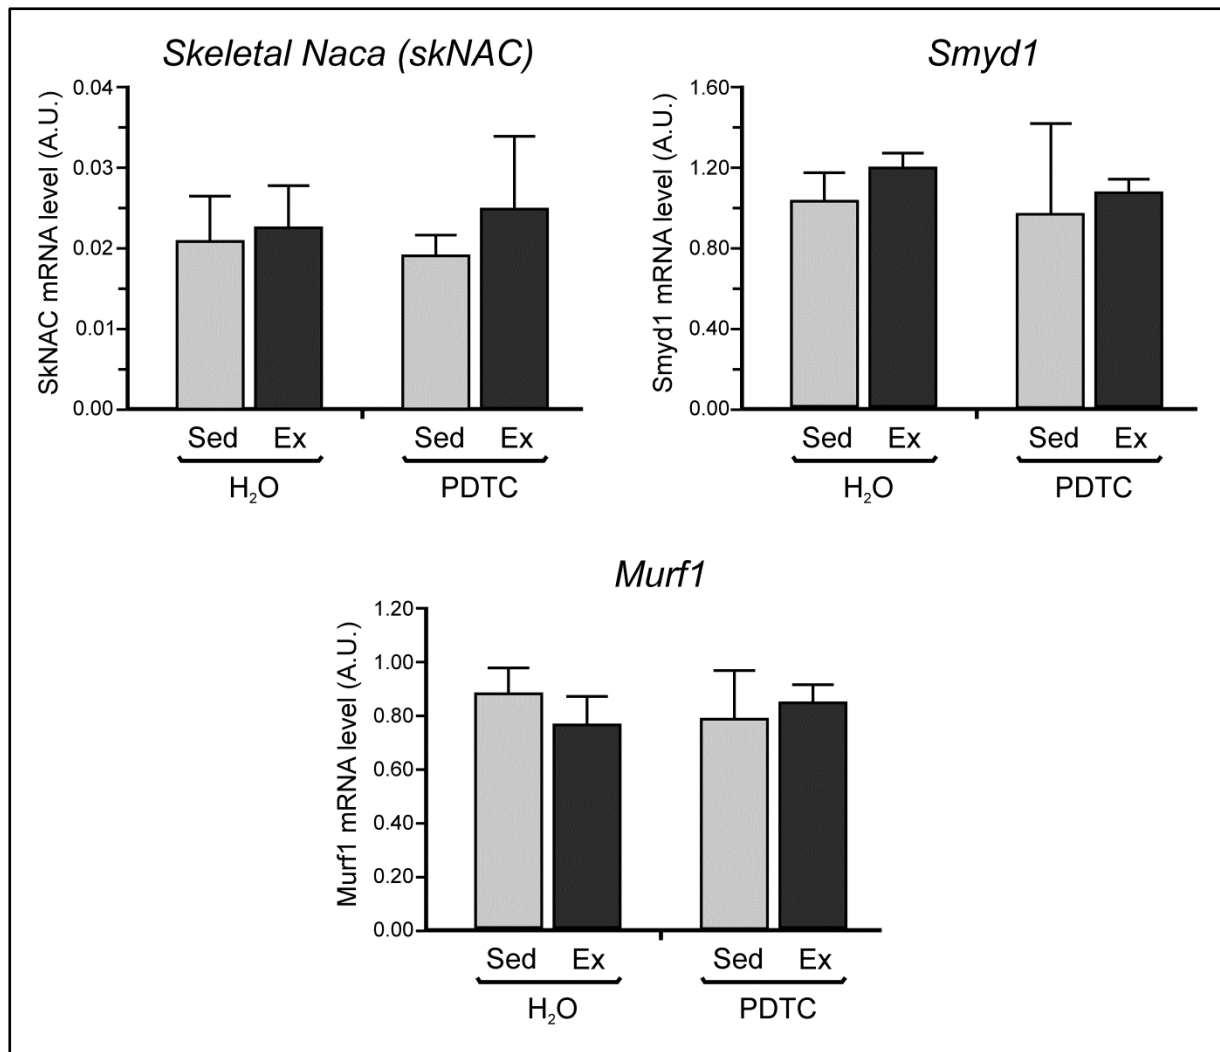 Skeletal Naca (skNAC)
SkNAC mRNA level (A.U.)
0.04
0.03
0.02
0.01
0.00
Sed Ex Sed Ex
H₂O PDTC
Smyd1
Smyd1 mRNA level (A.U.)
1.60
1.20
0.80
0.40
0.00
Sed Ex Sed Ex
H₂O PDTC
Murf1
Murf1 mRNA level (A.U.)
1.20
1.00
0.80
0.60
0.40
0.20
0.00
Sed Ex Sed Ex
H₂O PDTC